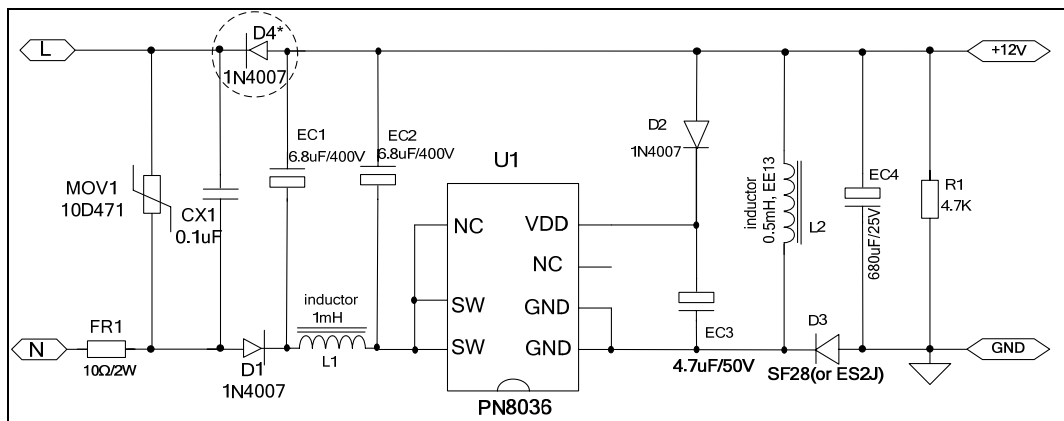 L
D4*
1N4007
+12V
EC1
6.8uF/400V
EC2
6.8uF/400V
U1
D2
1N4007
MOV1
10D471
CX1
0.1uF
NC
VDD
inductor
0.5mH, EE13
L2
EC4
680uF/25V
R1
4.7K
NC
SW
GND
inductor
1mH
L1
SW
GND
EC3
4.7uF/50V
D3
SF28(or ES2J)
FR1
10Ω/2W
N
D1
1N4007
GND
PN8036